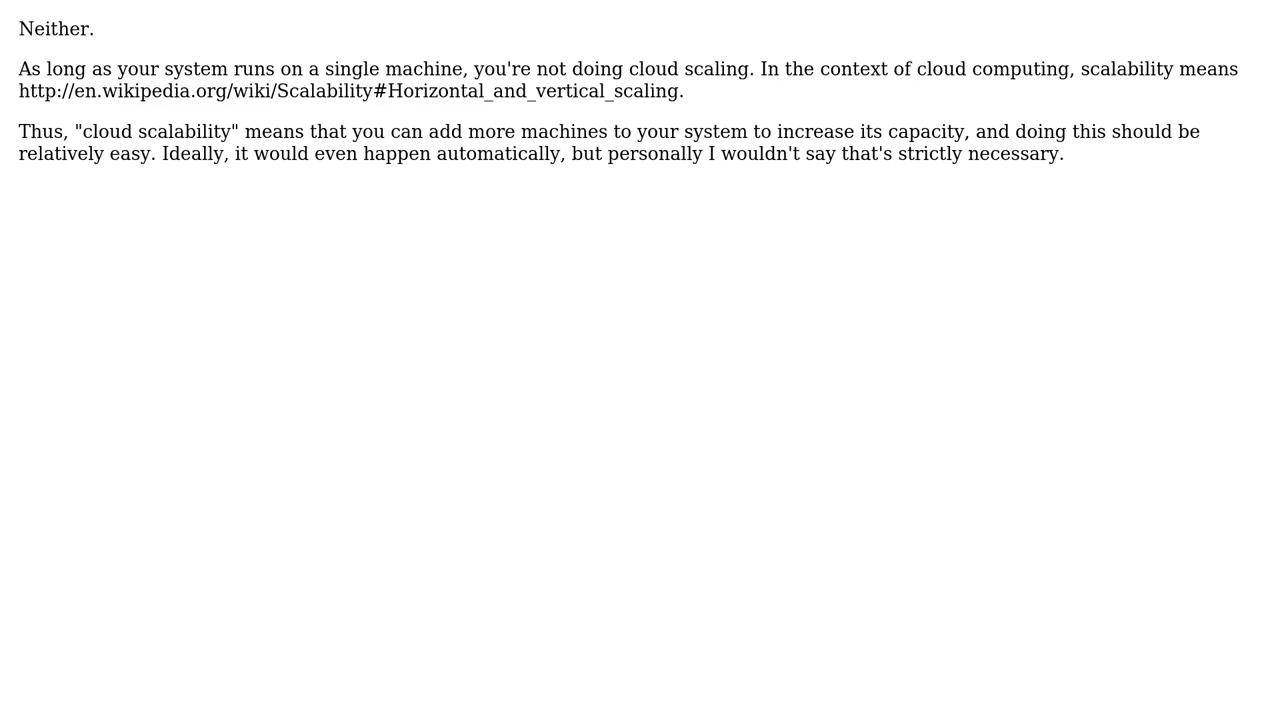 Neither.
As long as your system runs on a single machine, you're not doing cloud scaling. In the context of cloud computing, scalability means
http://en.wikipedia.org/wiki/Scalability#Horizontal_and_vertical_scaling.
Thus, "cloud scalability" means that you can add more machines to your system to increase its capacity, and doing this should be
relatively easy. Ideally, it would even happen automatically, but personally I wouldn't say that's strictly necessary.